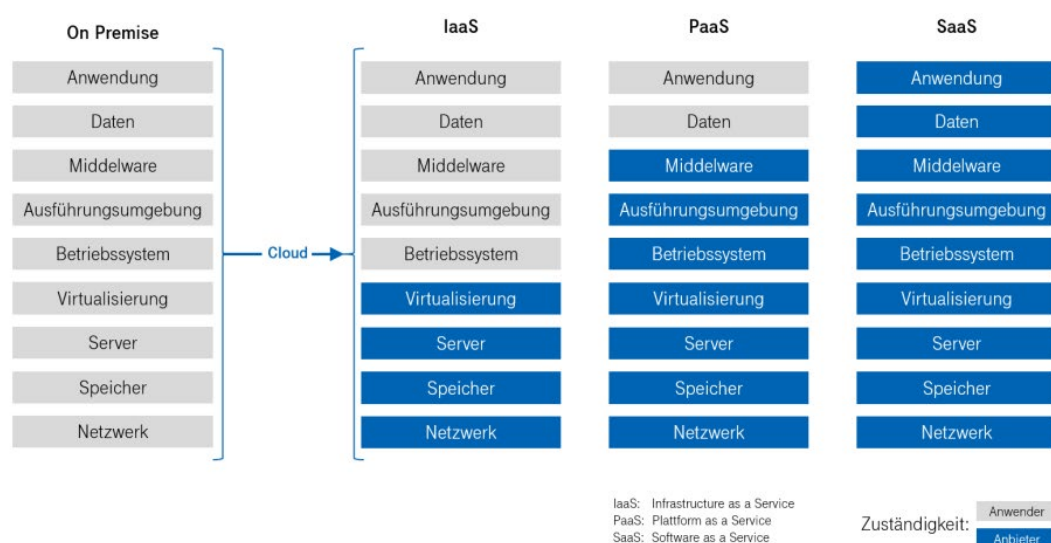 On Premise
IaaS
PaaS
SaaS
Anwendung
Anwendung
Anwendung
Anwendung
Daten
Daten
Daten
Daten
Middelware
Middelware
Middelware
Middelware
Ausführungsumgebung
Ausführungsumgebung
Ausführungsumgebung
Ausführungsumgebung
Betriebssystem
Cloud
Betriebssystem
Betriebssystem
Betriebssystem
Virtualisierung
Virtualisierung
Virtualisierung
Virtualisierung
Server
Server
Server
Server
Speicher
Speicher
Speicher
Speicher
Netzwerk
Netzwerk
Netzwerk
Netzwerk
IaaS: Infrastructure as a Service
PaaS: Plattform as a Service
SaaS: Software as a Service
Zuständigkeit:
Anwender
Anbieter